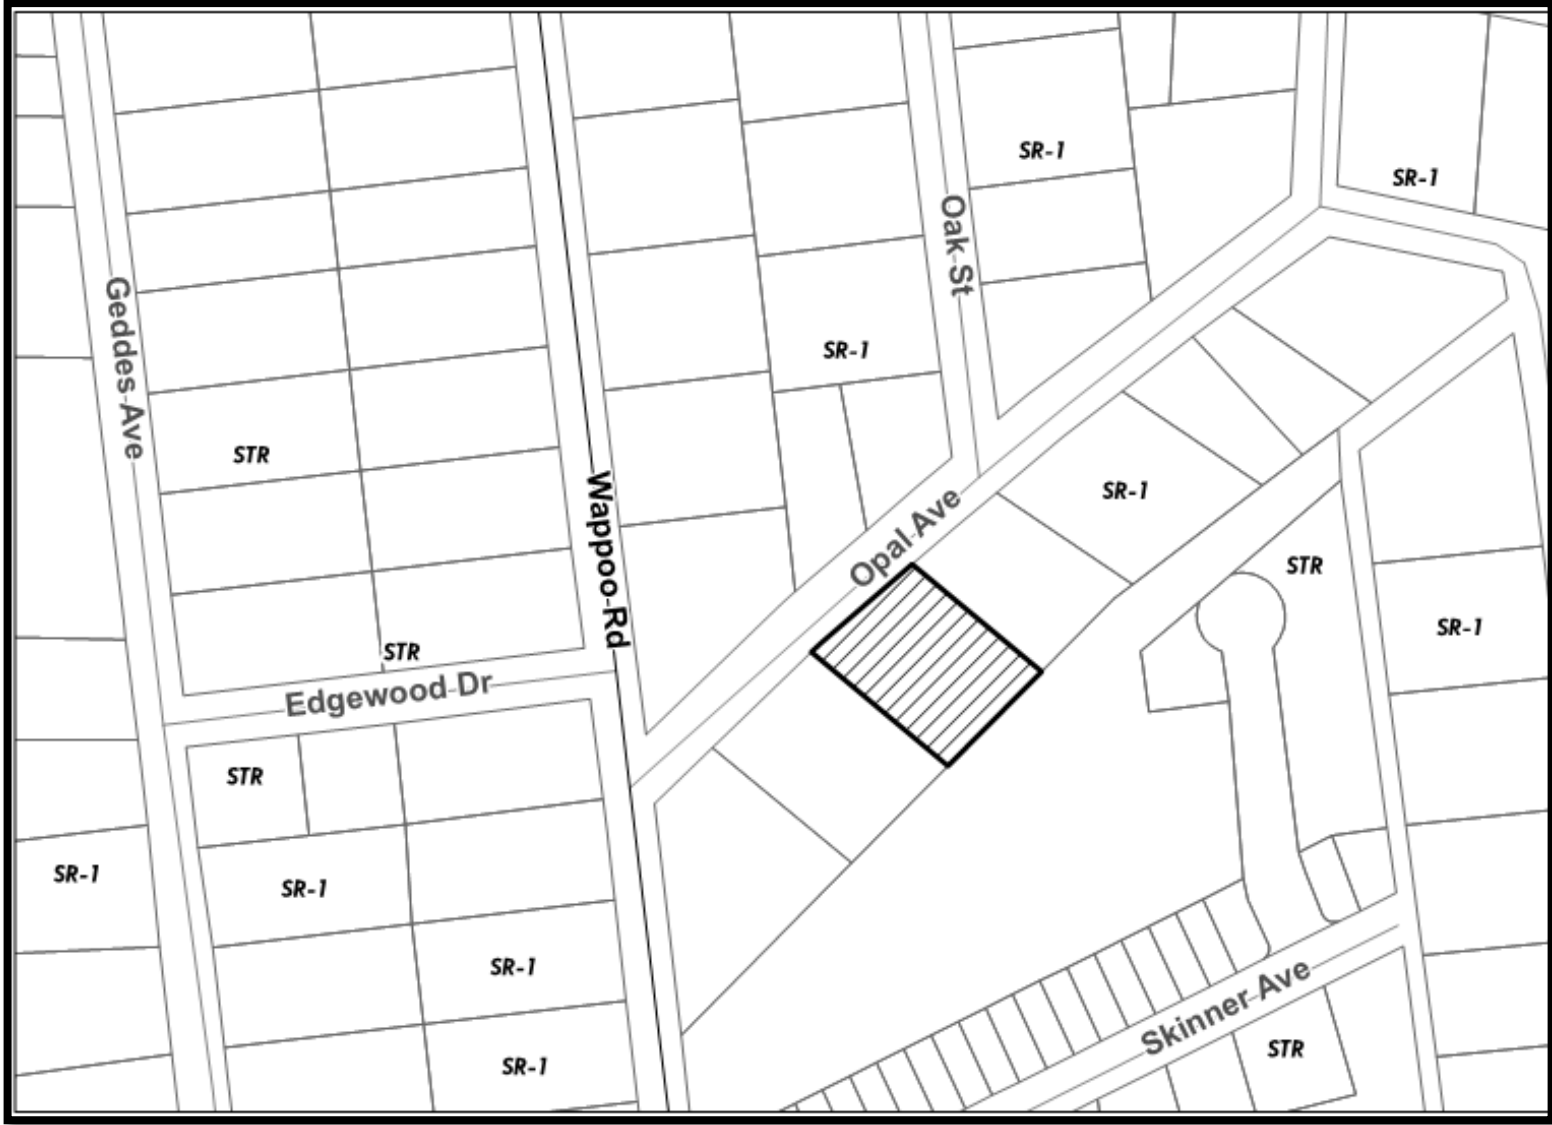 SR-1
SR-1
Oak St
Geddes Ave
SR-1
STR
Wappoo Rd
SR-1
Opal Ave
STR
SR-1
STR
Edgewood Dr
STR
SR-1
SR-1
SR-1
Skinner Ave
STR
SR-1